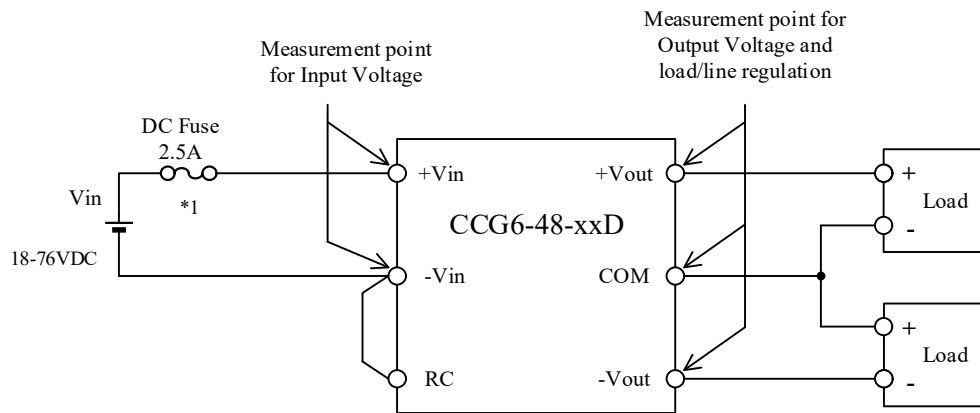 Measurement point
for Input Voltage
Measurement point for
Output Voltage and
load/line regulation
DC Fuse
2.5A
*1
Vin
18-76VDC
+Vin
-Vin
RC
CCG6-48-xxD
+Vout
COM
-Vout
+
Load
-
+
Load
-